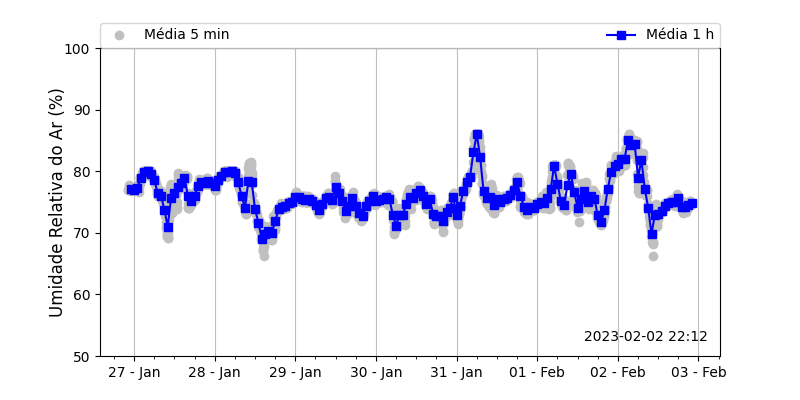 Média 5 min
Média 1 h
Umidade Relativa do Ar (%)
100
90
80
70
60
50
2023-02-02 22:12
27 - Jan
28 - Jan
29 - Jan
30 - Jan
31 - Jan
01 - Feb
02 - Feb
03 - Feb